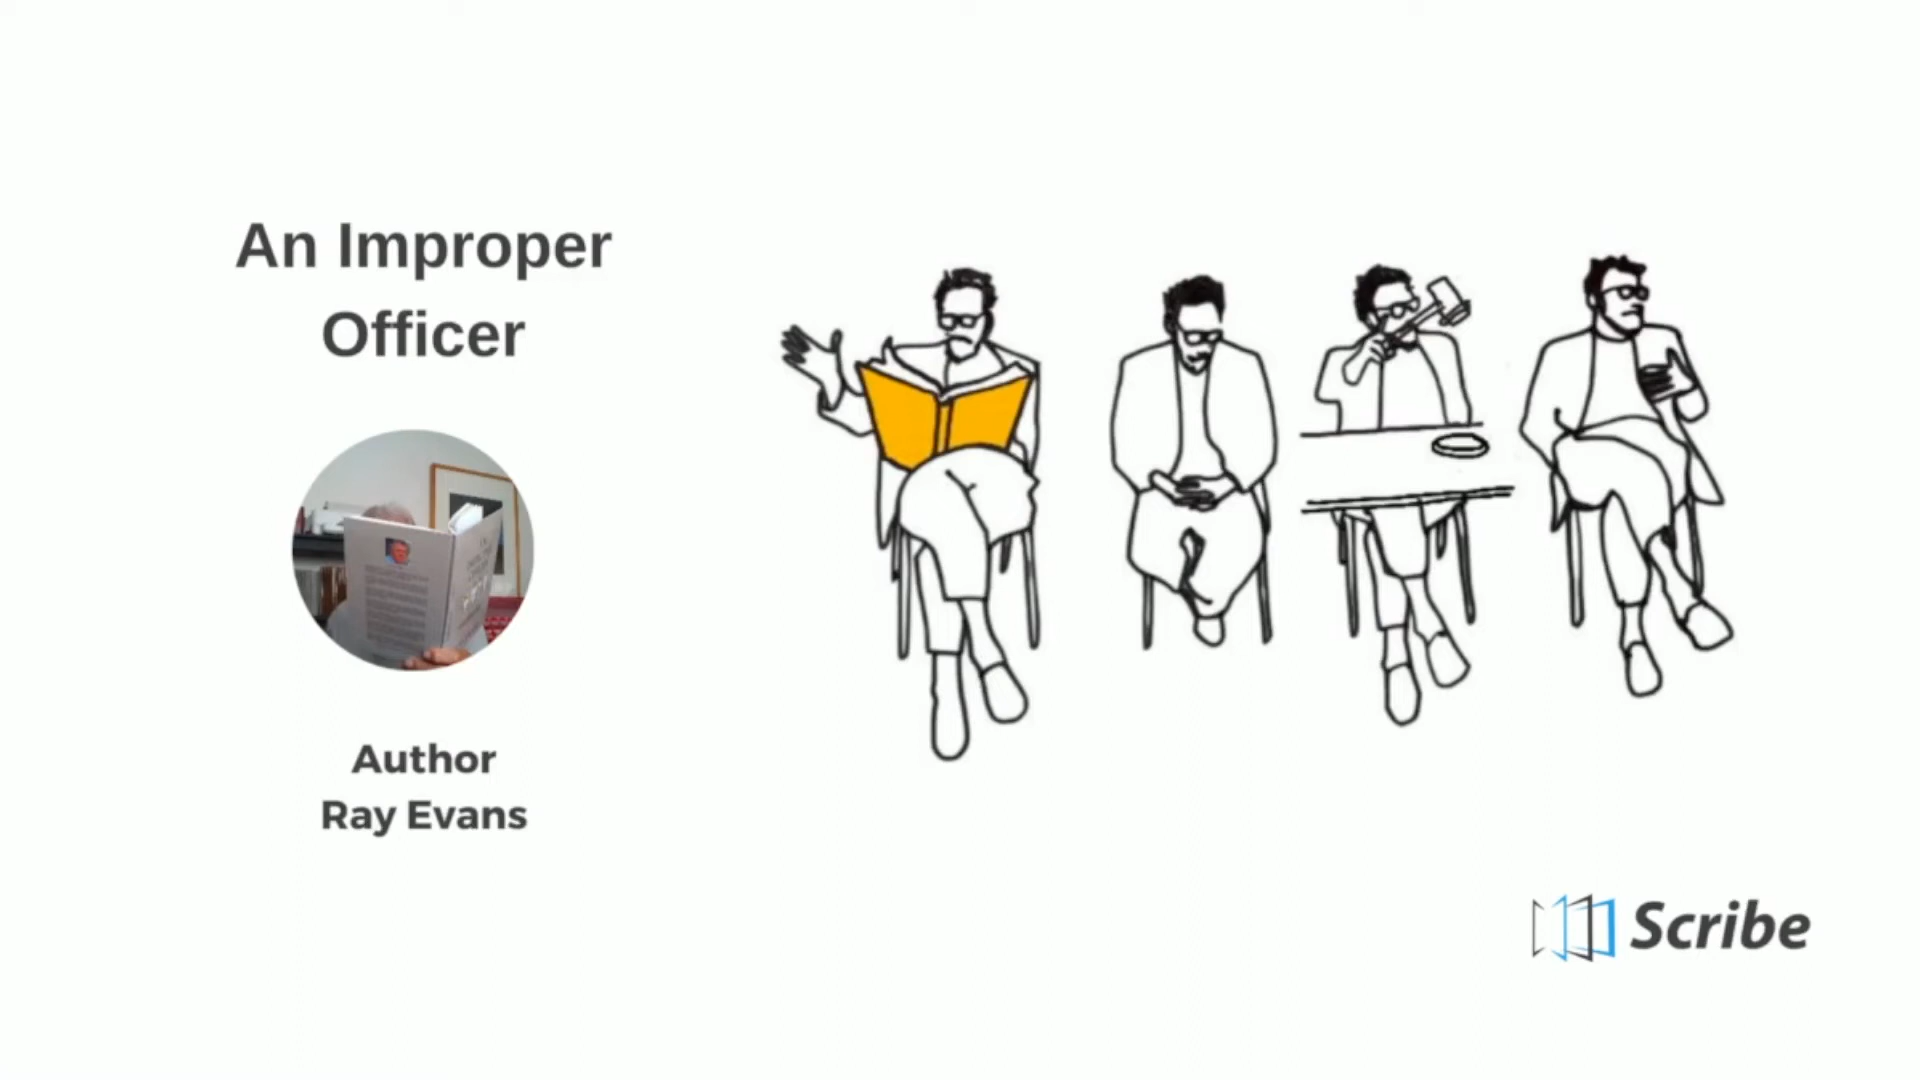 An Improper
Officer
Author
Ray Evans
Scribe